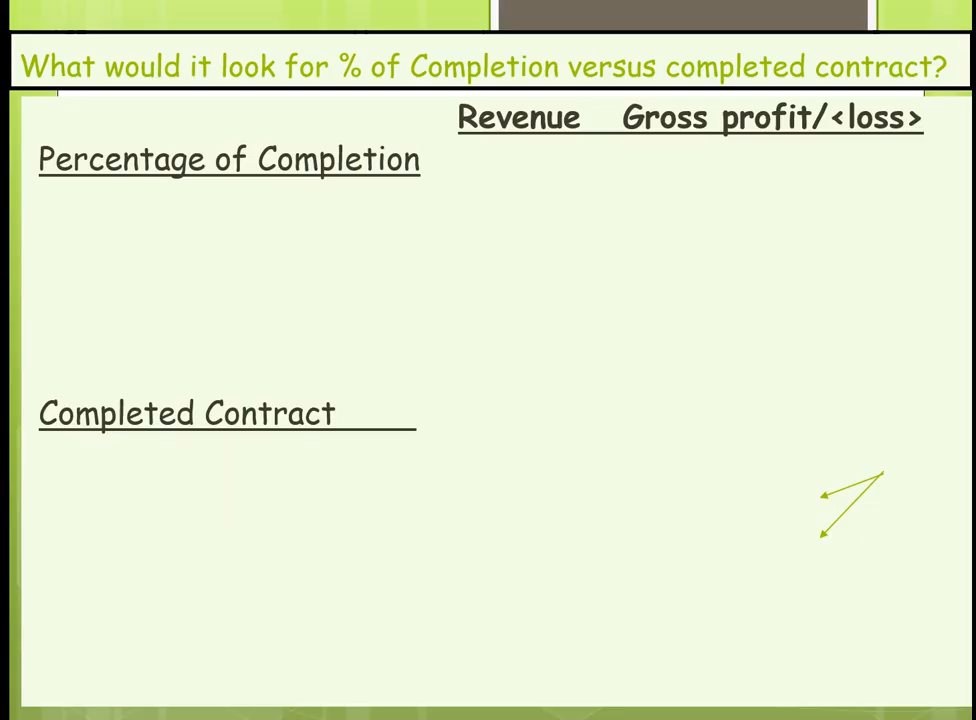 What would it look for % of Completion versus completed contract?
Revenue Gross profit/<loss>
Percentage of Completion
Completed Contract